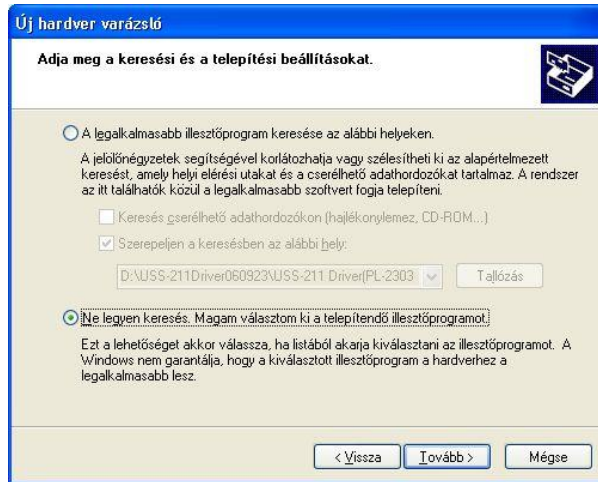 Új hardver varázsló
Adja meg a keresési és a telepítési beállításokat.
A legalkalmasabb illesztőprogram keresése az alábbi helyeken.
A jelölőnégyzetek segítségével korlátozhatja vagy szélesítheti ki az alapértelmezett
keresést, amely helyi elérési utakat és a cserélhető adathordozókat tartalmaz. A rendszer
az itt találhatók közül a legalkalmasabb szoftvert fogja telepíteni.
Keresés cserélhető adathordozókon (hajlékonylemez, CD-ROM...)
Szerepeljen a keresésben az alábbi hely:
D:\USS-211Driver060923\USS-211 Driver(PL-2303
Tallózás
Ne legyen keresés. Magam választom ki a telepítendő illesztőprogramot.
Ezt a lehetőséget akkor válassza, ha listából akarja kiválasztani az illesztőprogramot. A
Windows nem garantálja, hogy a kiválasztott illesztőprogram a hardverhez a
legalkalmasabb lesz.
< Vissza Tovább > Mégse